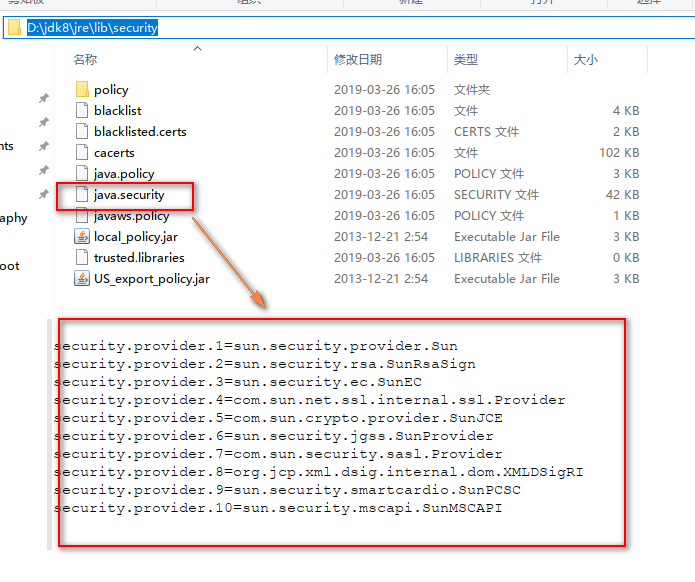 D:\jdk8\jre\lib\security
名称 修改日期 类型 大小
policy 2019-03-26 16:05 文件夹
blacklist 2019-03-26 16:05 文件 4 KB
blacklisted.certs 2019-03-26 16:05 CERTS 文件 2 KB
cacerts 2019-03-26 16:05 文件 102 KB
java.policy 2019-03-26 16:05 POLICY 文件 3 KB
java.security 2019-03-26 16:05 SECURITY 文件 42 KB
javaws.policy 2019-03-26 16:05 POLICY 文件 1 KB
local_policy.jar 2013-12-21 2:54 Executable Jar File 3 KB
trusted.libraries 2019-03-26 16:05 LIBRARIES 文件 0 KB
US_export_policy.jar 2013-12-21 2:54 Executable Jar File 3 KB
nts
aphy
oot
security.provider.1=sun.security.provider.Sun
security.provider.2=sun.security.rsa.SunRsaSign
security.provider.3=sun.security.ec.SunEC
security.provider.4=com.sun.net.ssl.internal.ssl.Provider
security.provider.5=com.sun.crypto.provider.SunJCE
security.provider.6=sun.security.jgss.SunProvider
security.provider.7=com.sun.security.sasl.Provider
security.provider.8=org.jcp.xml.dsig.internal.dom.XMLDSigRI
security.provider.9=sun.security.smartcardio.SunPCSC
security.provider.10=sun.security.mscapi.SunMSCAPI